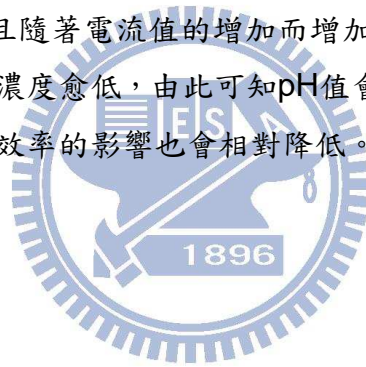 且隨著電流值的增加而增加
濃度愈低，由此可知pH值會
效率的影響也會相對降低。
ES
1896